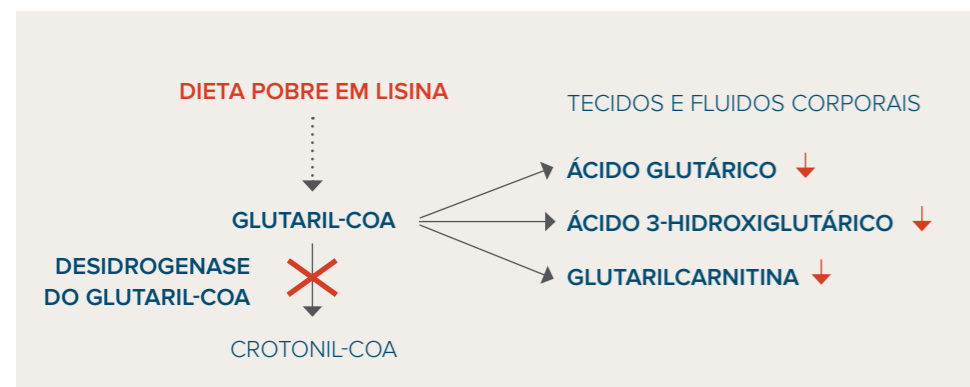 DIETA POBRE EM LISINA
TECIDOS E FLUIDOS CORPORAIS
ÁCIDO GLUTÁRICO
GLUTARIL-COA
ÁCIDO 3-HIDROXIGLUTÁRICO
DESIDROGENASE
DO GLUTARIL-COA
GLUTARILCARNITINA
CROTONIL-COA